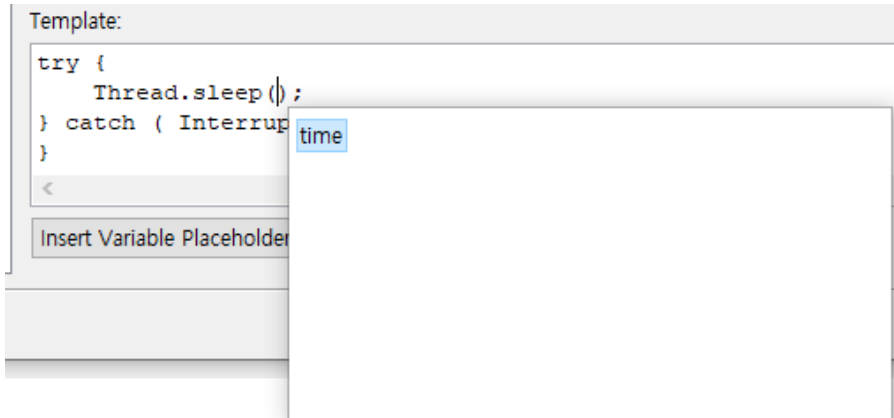 Template:
try {
    Thread.sleep();
} catch ( Interrup
}
time
Insert Variable Placeholder